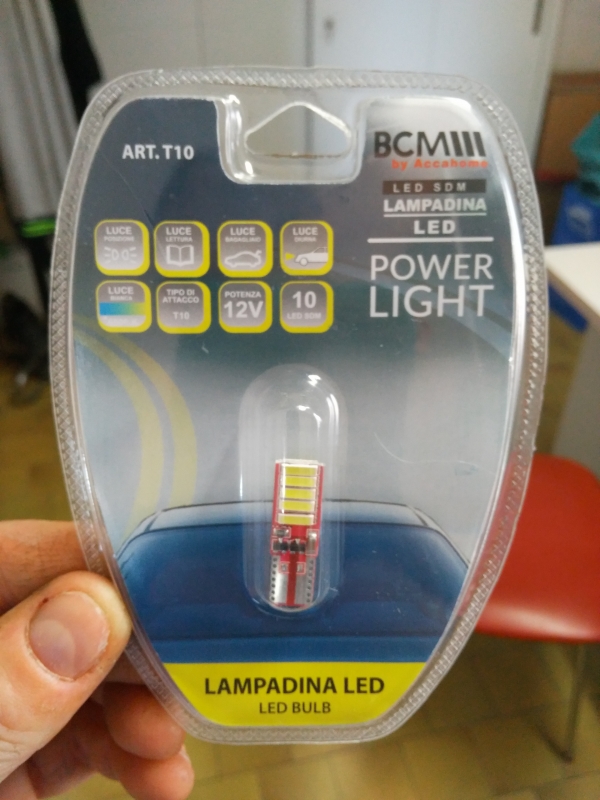 ART. T10
BCM
by Accahome
LED SDM
LAMPADINA
LED
POWER
LIGHT
LUCE
POSIZIONE
LUCE
LETTURA
LUCE
BAGAGLIAIO
LUCE
DIURNA
LUCE
BIANCA
TIPO DI
ATTACCO
T10
POTENZA
12V
10
LED SDM
LAMPADINA LED
LED BULB